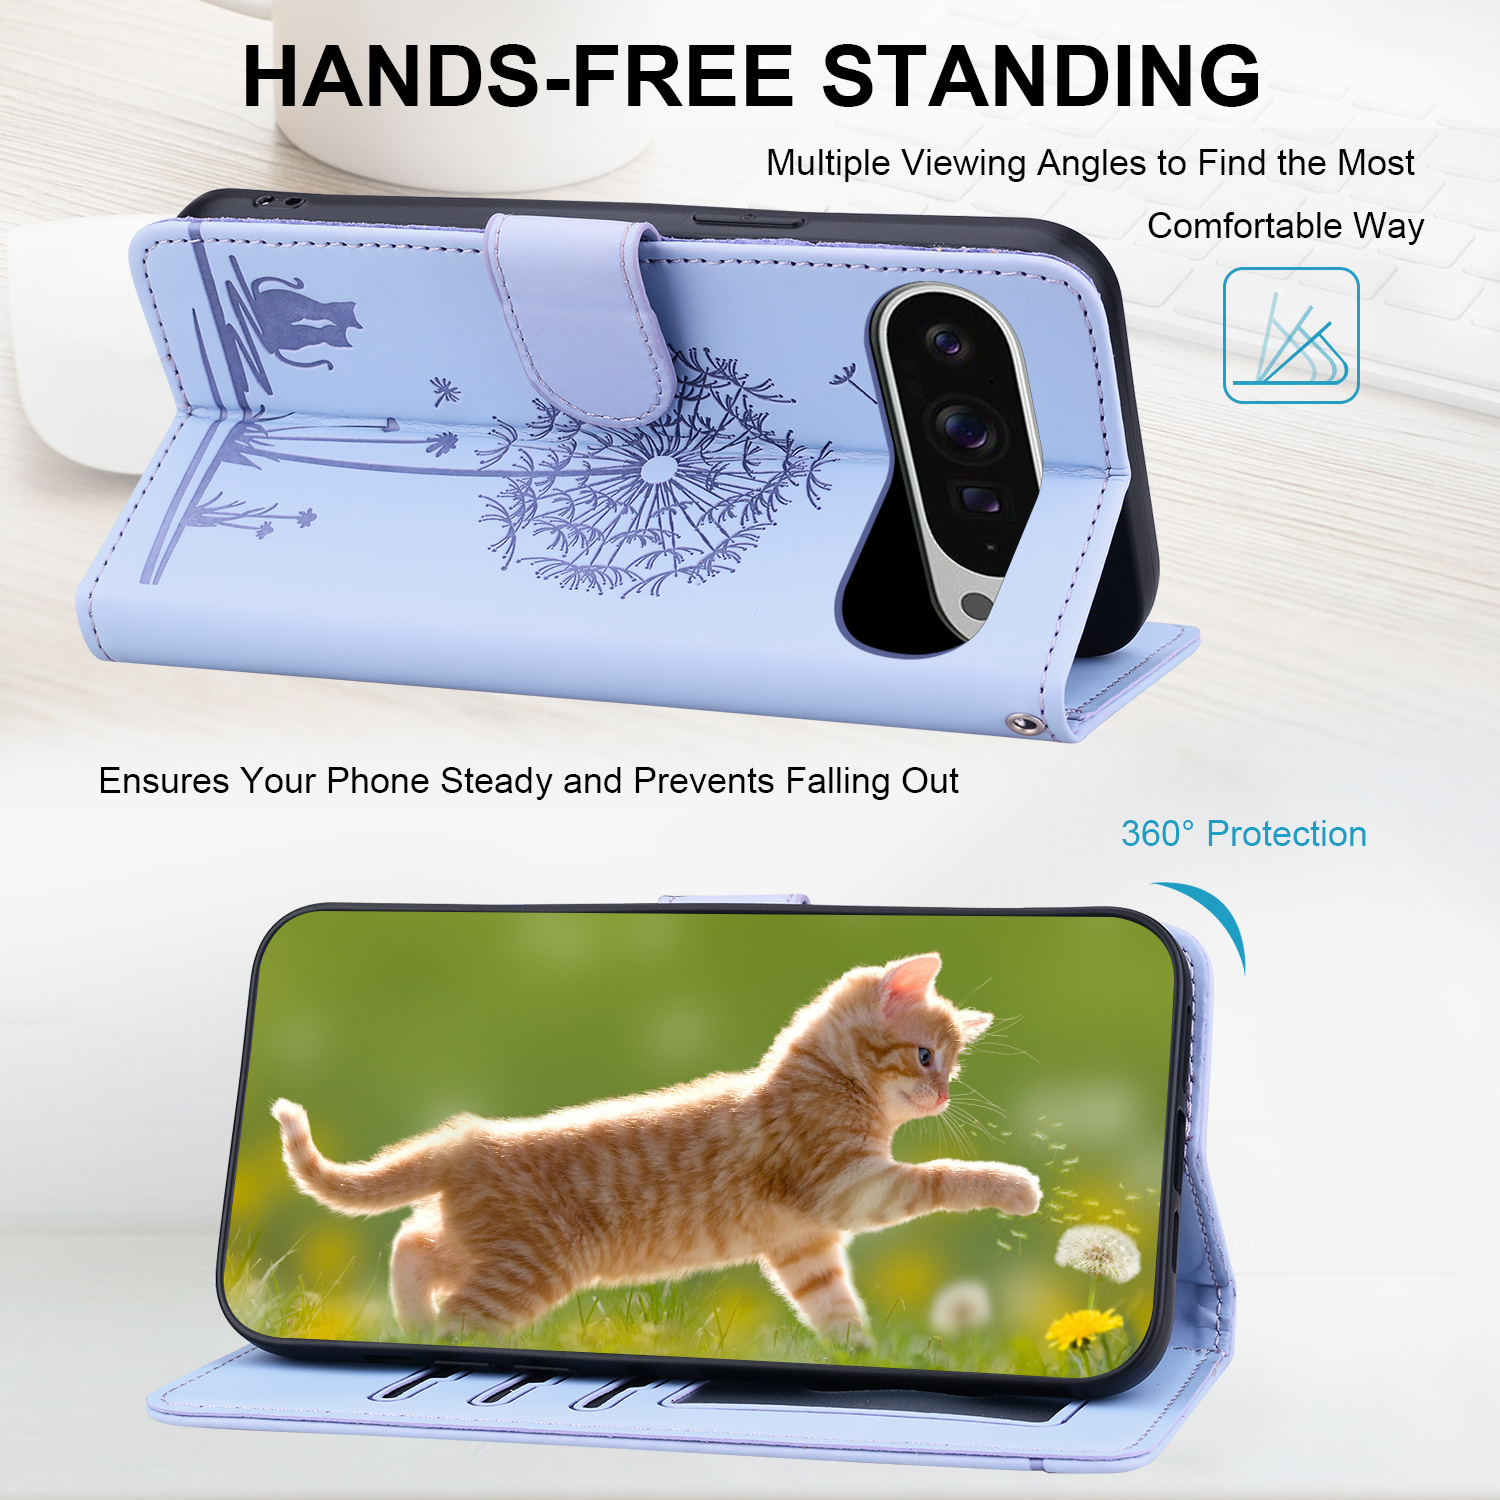 HANDS-FREE STANDING
Multiple Viewing Angles to Find the Most
Comfortable Way
Ensures Your Phone Steady and Prevents Falling Out
360° Protection